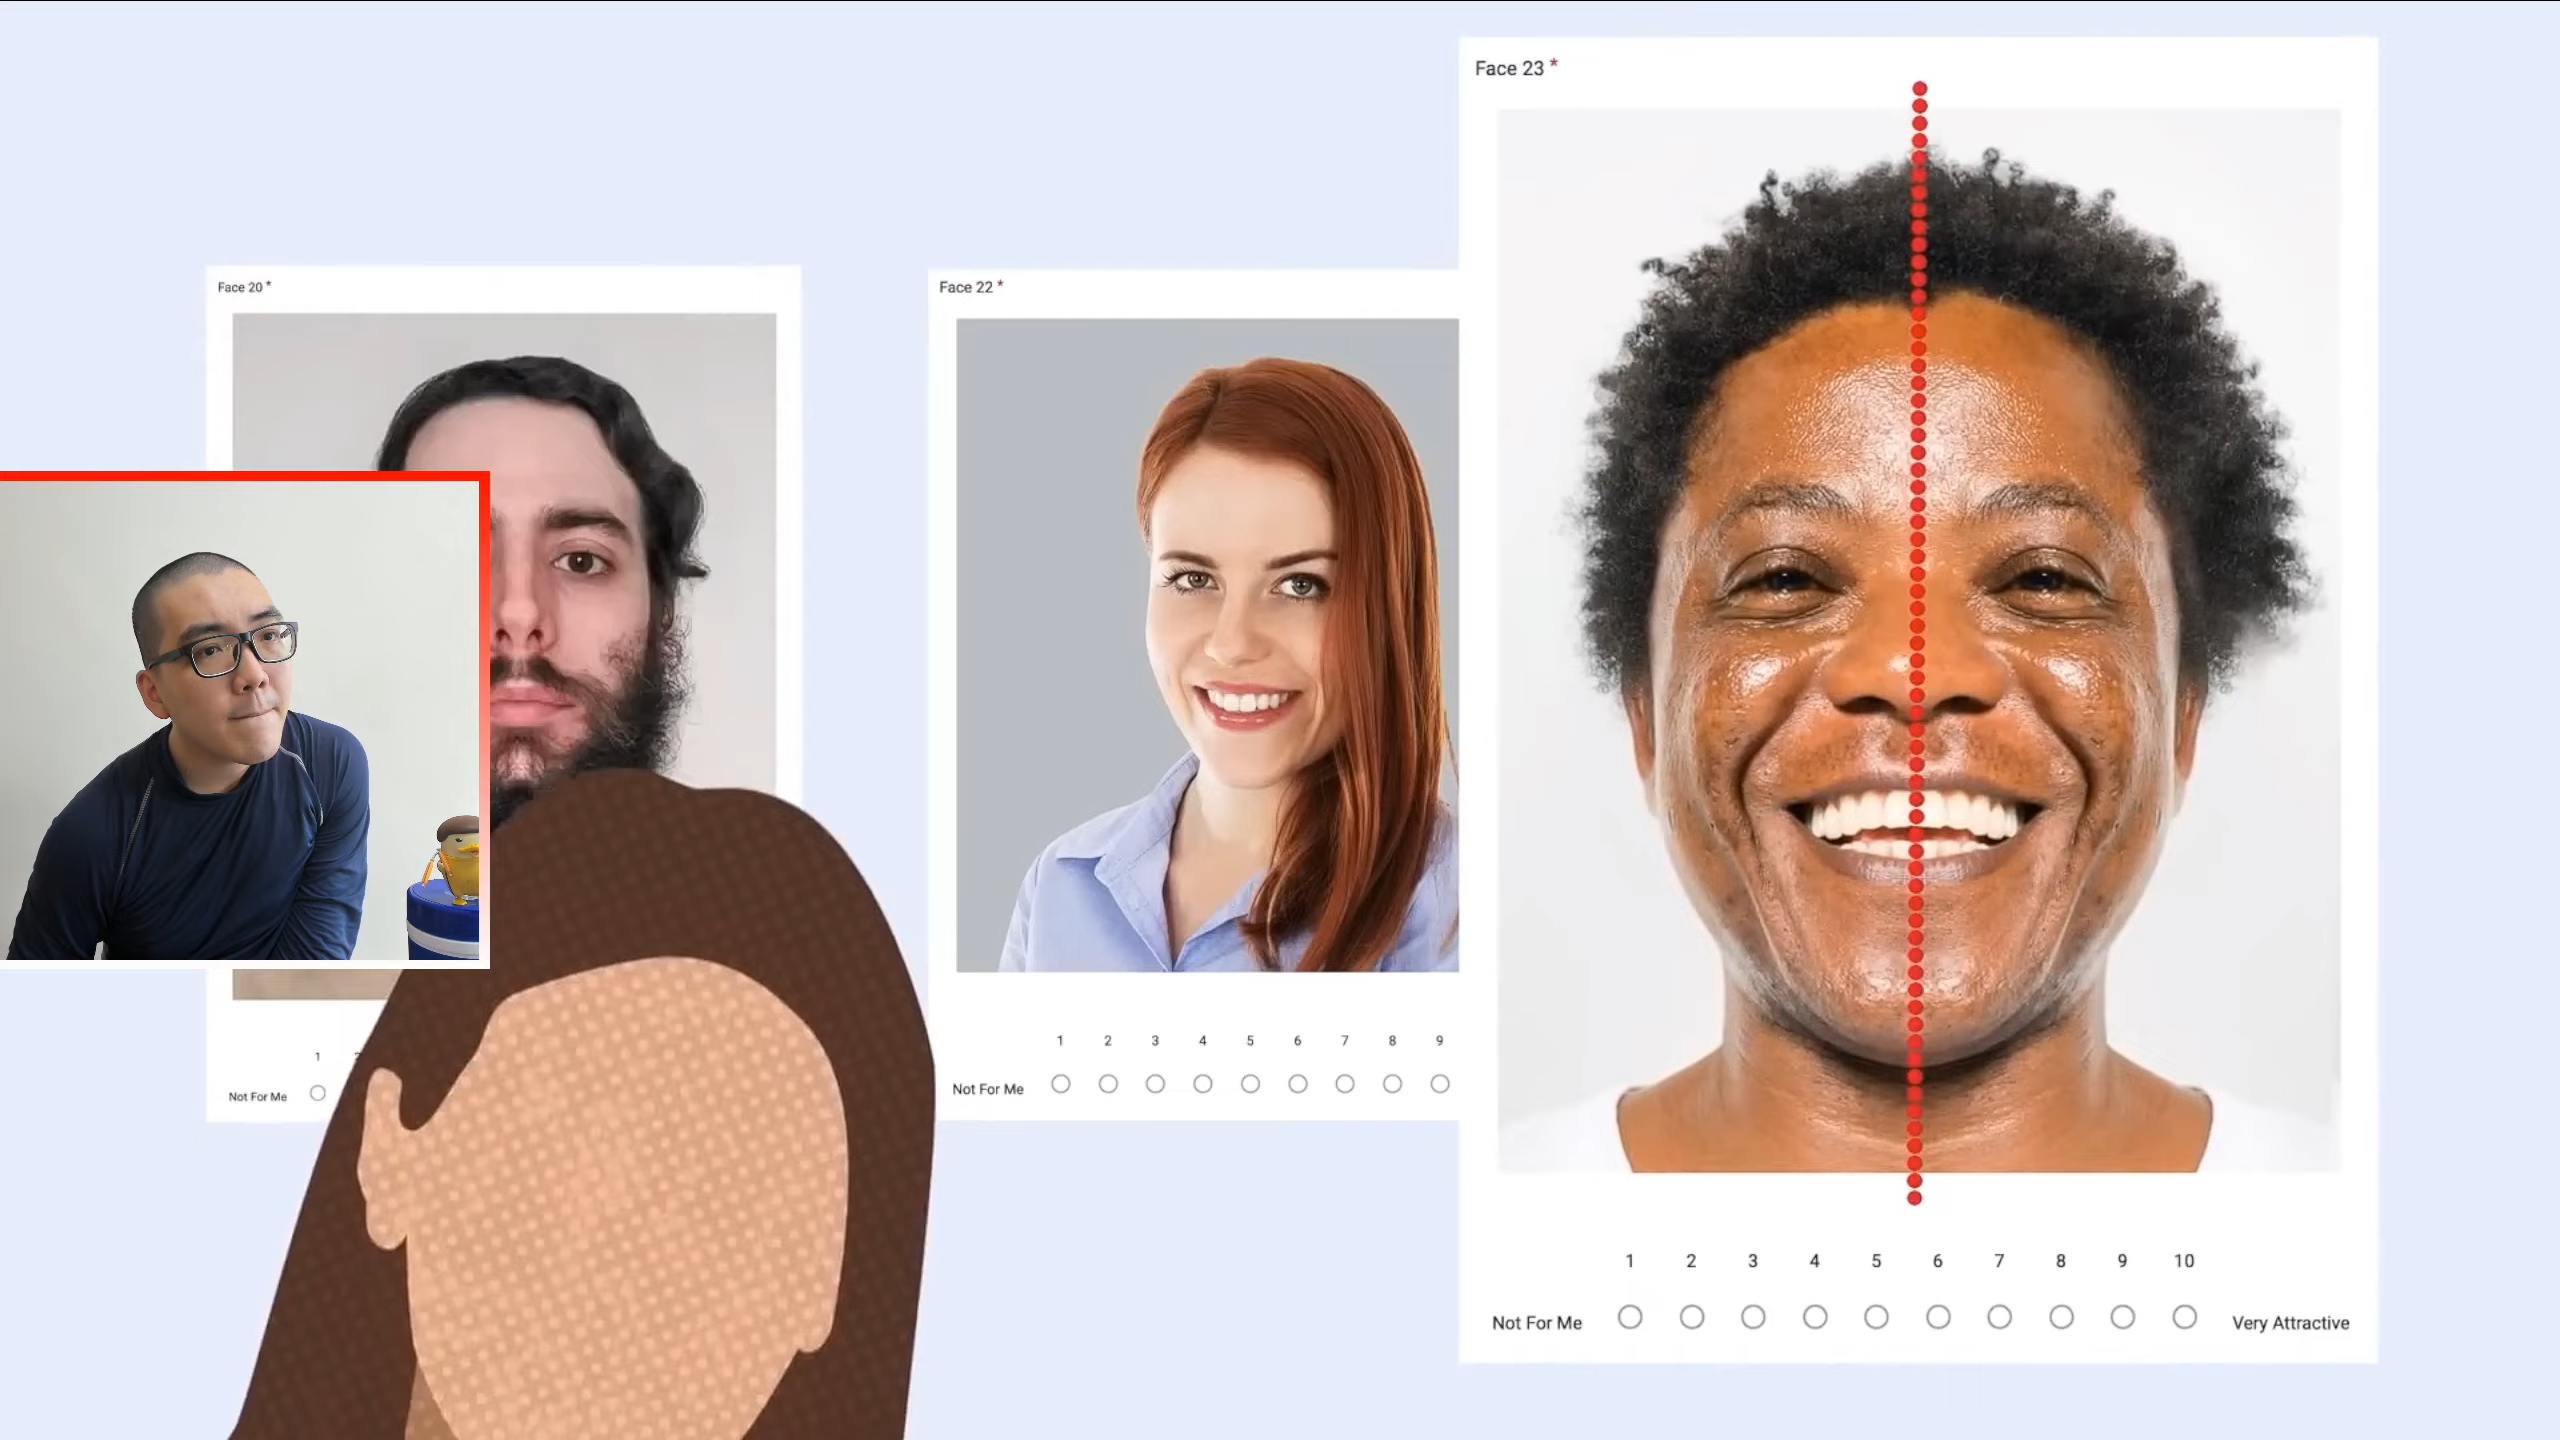 Face 20 *
1
Not For Me
Face 22 *
1 2 3 4 5 6 7 8 9
Not For Me
Face 23 *
1 2 3 4 5 6 7 8 9 10
Not For Me Very Attractive